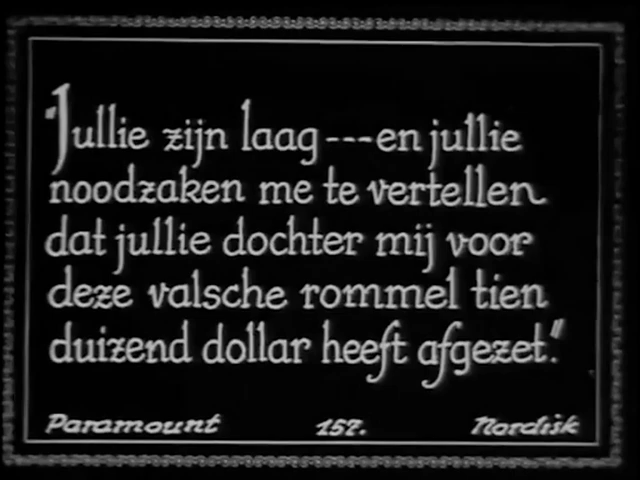 "Jullie zijn laag---en jullie
noodzaken me te vertellen
dat jullie dochter mij voor
deze valsche rommel tien
duizend dollar heeft afgezet."
Paramount 157. Nordisk